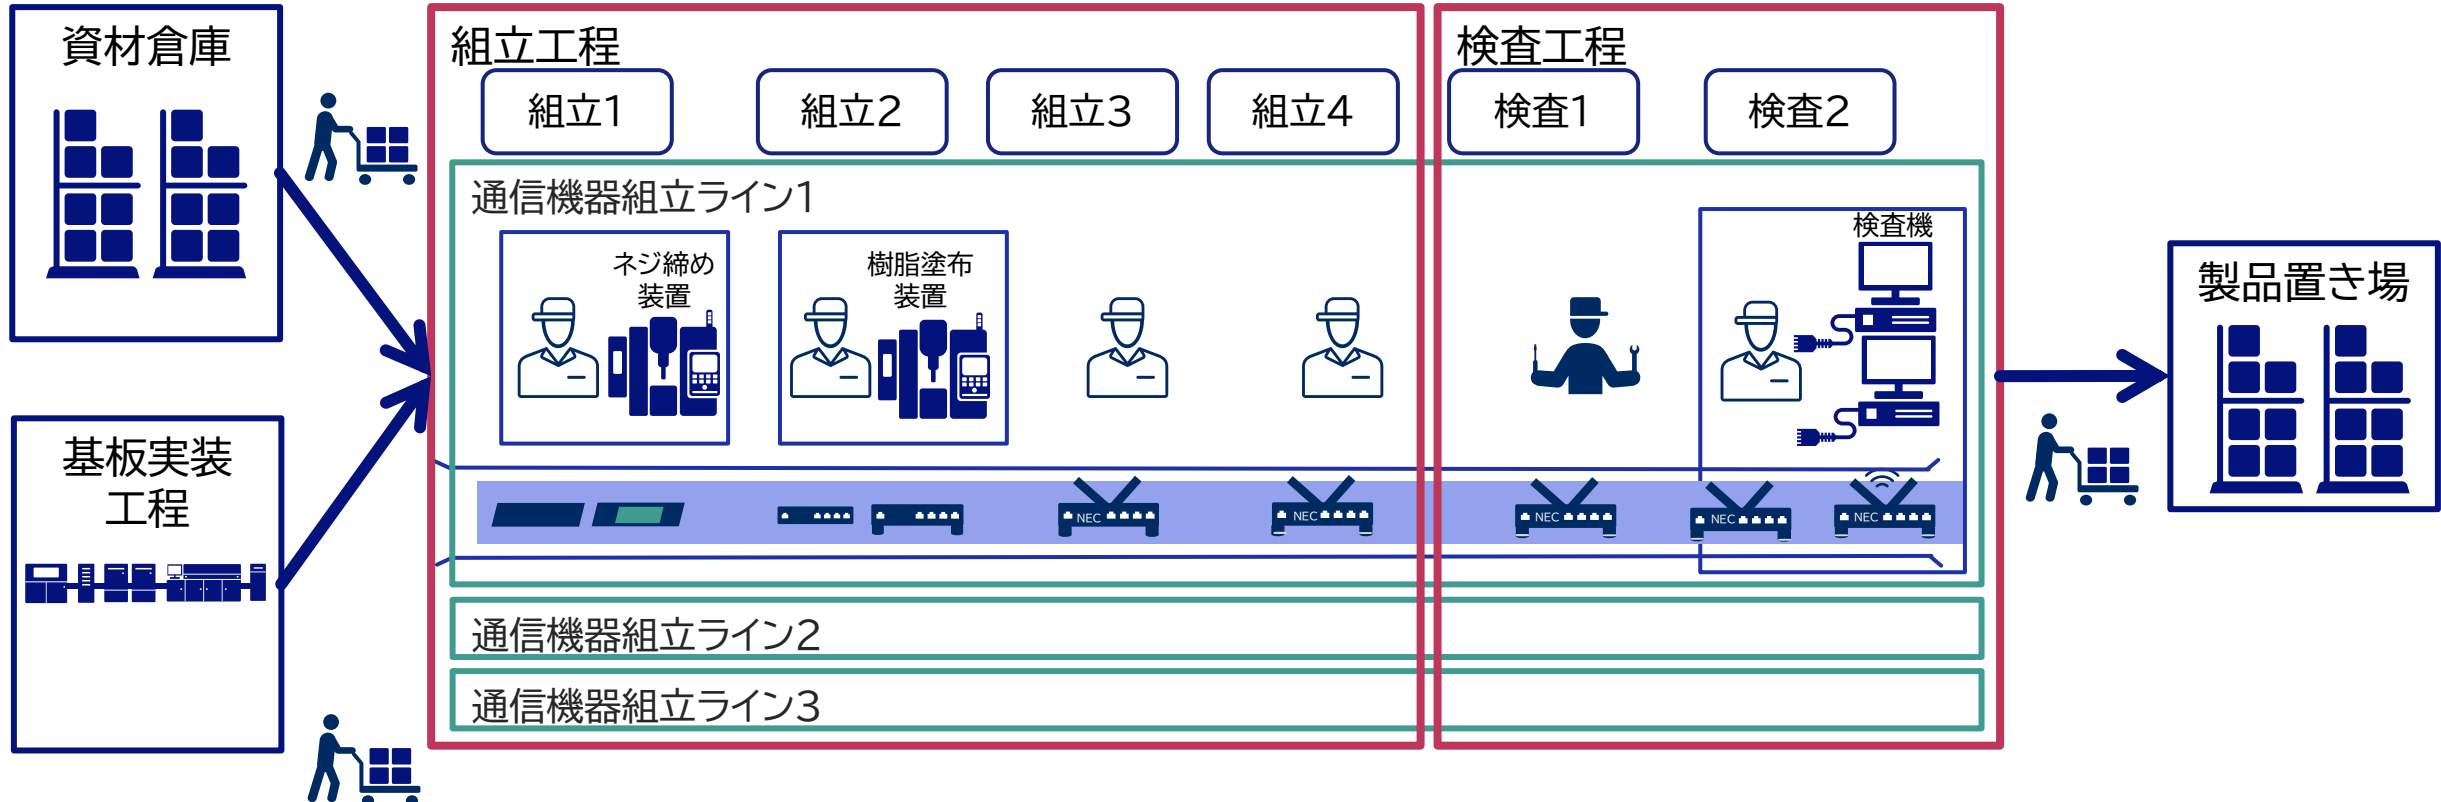 資材倉庫
組立工程
検査工程
組立1
組立2
組立3
組立4
検査1
検査2
通信機器組立ライン1
ネジ締め
装置
樹脂塗布
装置
検査機
製品置き場
基板実装
工程
NEC
NEC
NEC
NEC
NEC
通信機器組立ライン2
通信機器組立ライン3